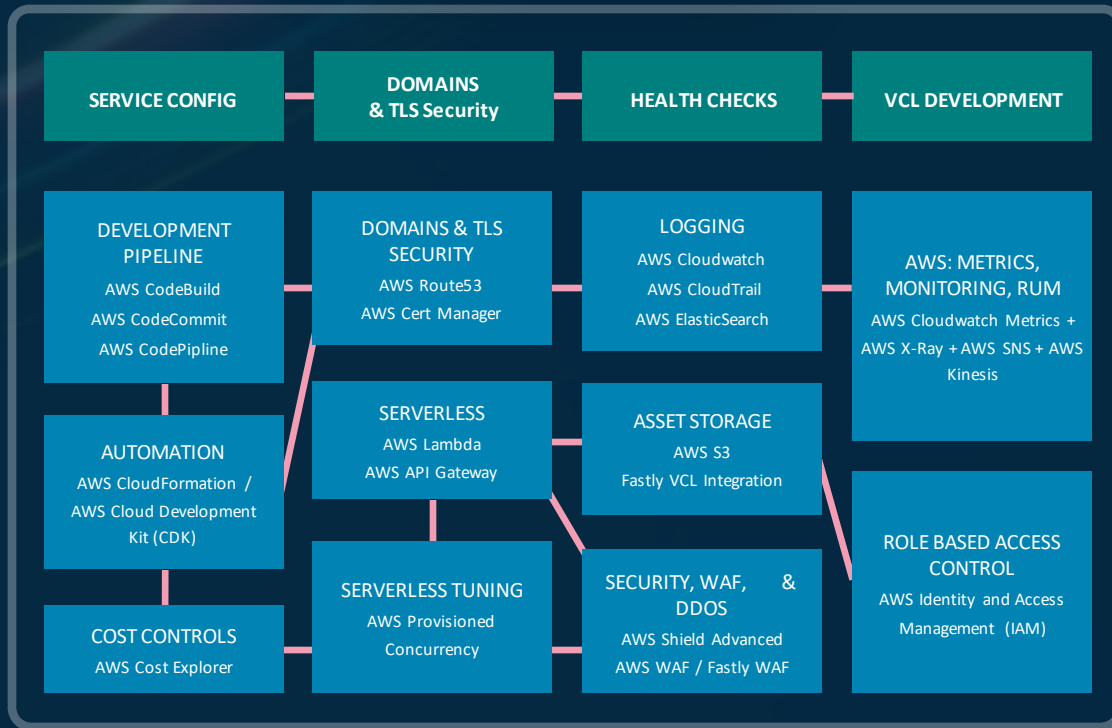 SERVICE CONFIG
DOMAINS
& TLS Security
HEALTH CHECKS
VCL DEVELOPMENT
DEVELOPMENT
PIPELINE
AWS CodeBuild
AWS CodeCommit
AWS CodePipline
DOMAINS & TLS
SECURITY
AWS Route53
AWS Cert Manager
LOGGING
AWS Cloudwatch
AWS CloudTrail
AWS ElasticSearch
AWS: METRICS,
MONITORING, RUM
AWS Cloudwatch Metrics +
AWS X-Ray + AWS SNS + AWS
Kinesis
AUTOMATION
AWS CloudFormation /
AWS Cloud Development
Kit (CDK)
SERVERLESS
AWS Lambda
AWS API Gateway
ASSET STORAGE
AWS S3
Fastly VCL Integration
ROLE BASED ACCESS
CONTROL
AWS Identity and Access
Management (IAM)
COST CONTROLS
AWS Cost Explorer
SERVERLESS TUNING
AWS Provisioned
Concurrency
SECURITY, WAF, &
DDOS
AWS Shield Advanced
AWS WAF / Fastly WAF